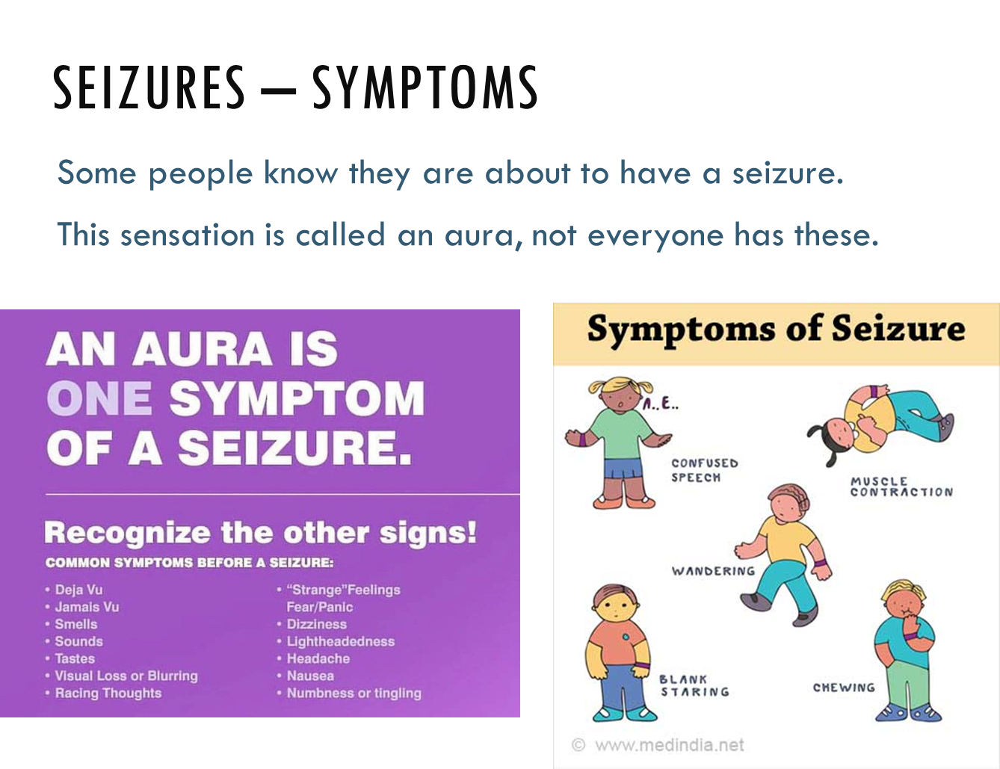 SEIZURES – SYMPTOMS
Some people know they are about to have a seizure.
This sensation is called an aura, not everyone has these.
AN AURA IS
ONE SYMPTOM
OF A SEIZURE.
Recognize the other signs!
COMMON SYMPTOMS BEFORE A SEIZURE:
• Deja Vu
• Jamais Vu
• Smells
• Sounds
• Tastes
• Visual Loss or Blurring
• Racing Thoughts
• “Strange”Feelings
Fear/Panic
• Dizziness
• Lightheadedness
• Headache
• Nausea
• Numbness or tingling
Symptoms of Seizure
A..E..
CONFUSED
SPEECH
MUSCLE
CONTRACTION
WANDERING
BLANK
STARING
CHEWING
© www.medindia.net